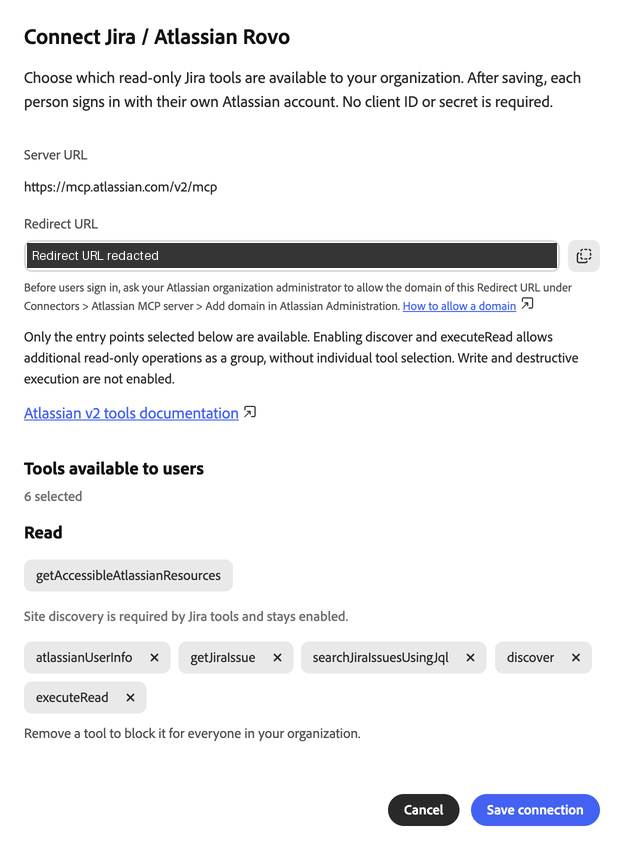 Connect Jira / Atlassian Rovo
Choose which read-only Jira tools are available to your organization. After saving, each
person signs in with their own Atlassian account. No client ID or secret is required.
Server URL
https://mcp.atlassian.com/v2/mcp
Redirect URL
Redirect URL redacted
Before users sign in, ask your Atlassian organization administrator to allow the domain of this Redirect URL under
Connectors > Atlassian MCP server > Add domain in Atlassian Administration. How to allow a domain
Only the entry points selected below are available. Enabling discover and executeRead allows
additional read-only operations as a group, without individual tool selection. Write and destructive
execution are not enabled.
Atlassian v2 tools documentation
Tools available to users
6 selected
Read
getAccessibleAtlassianResources
Site discovery is required by Jira tools and stays enabled.
atlassianUserInfo × getJiraIssue × searchJiraIssuesUsingJql × discover ×
executeRead ×
Remove a tool to block it for everyone in your organization.
Cancel Save connection